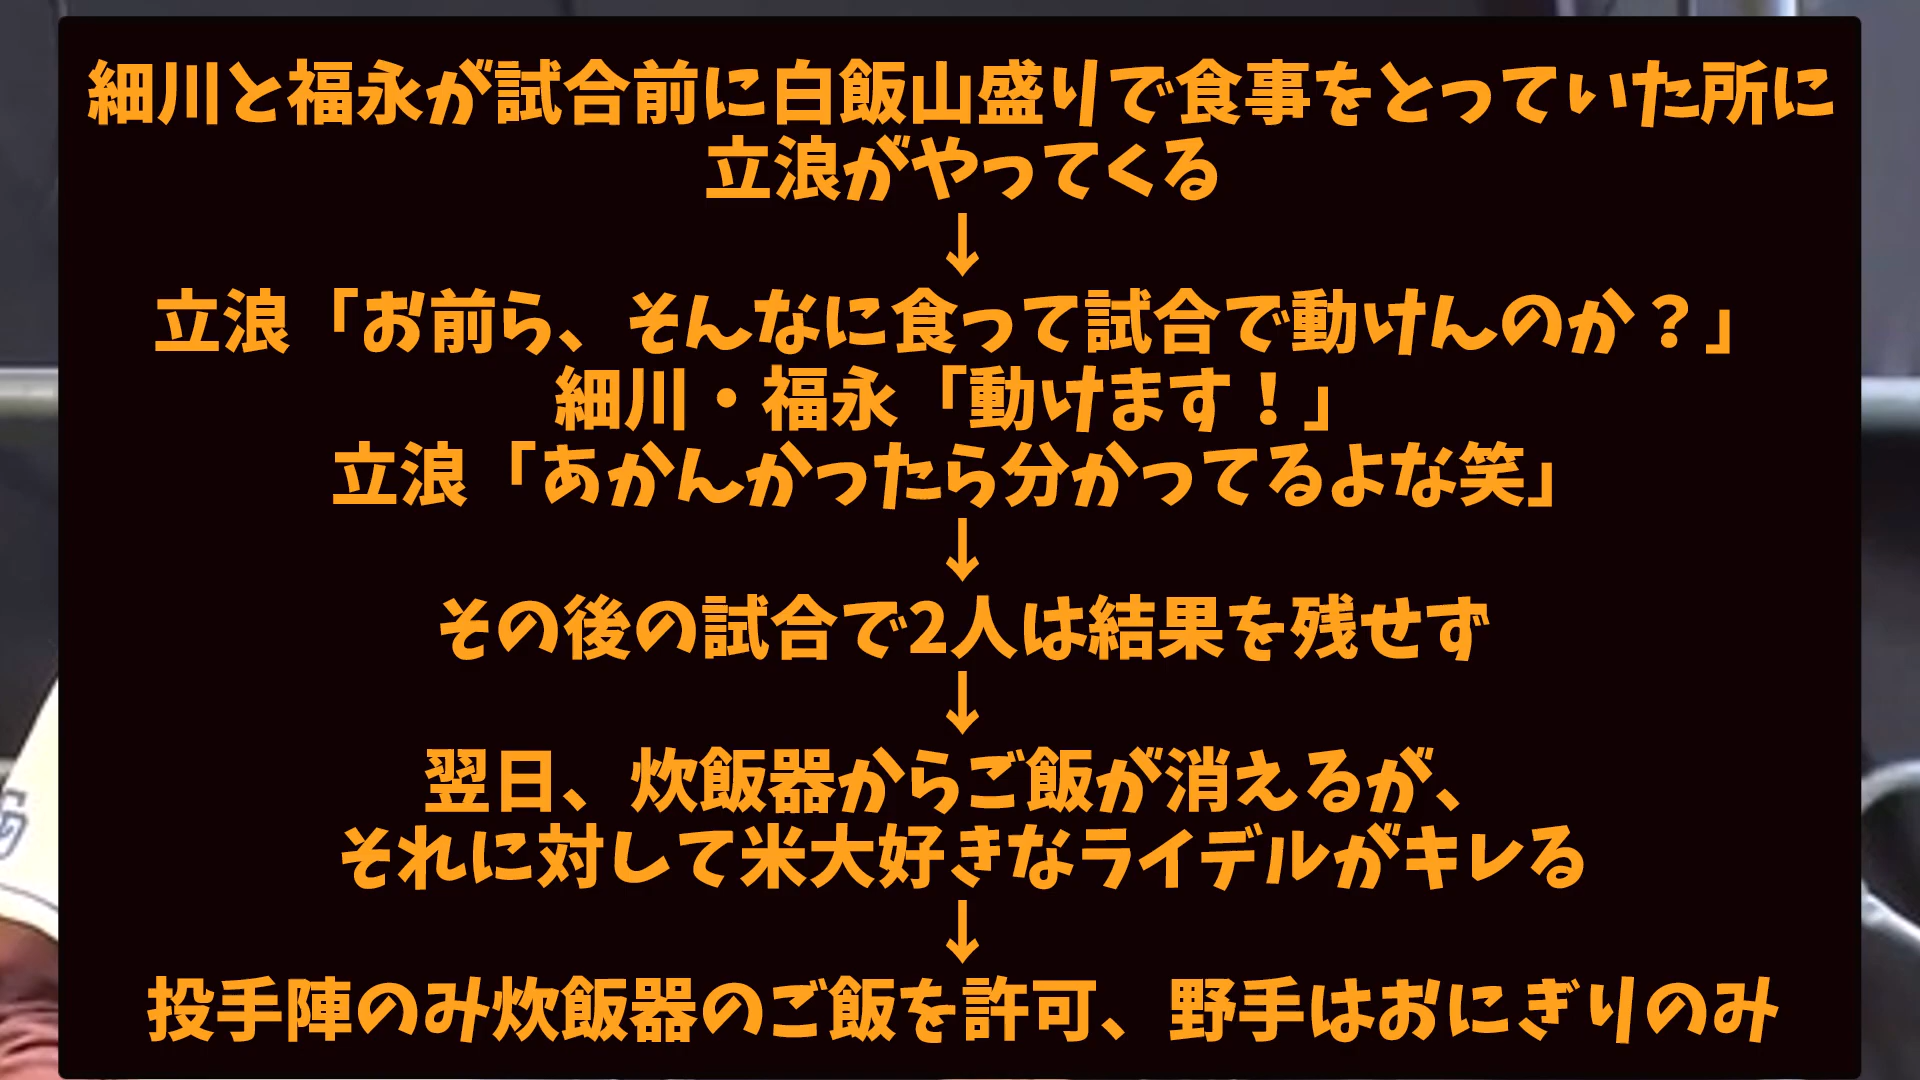 細川と福永が試合前に白飯山盛りで食事をとっていた所に
立浪がやってくる
↓
立浪「お前ら、そんなに食って試合で動けんのか？」
細川・福永「動けます！」
立浪「あかんかったら分かってるよな笑」
↓
その後の試合で2人は結果を残せず
↓
翌日、炊飯器からご飯が消えるが、
それに対して米大好きなライデルがキレる
↓
投手陣のみ炊飯器のご飯を許可、野手はおにぎりのみ